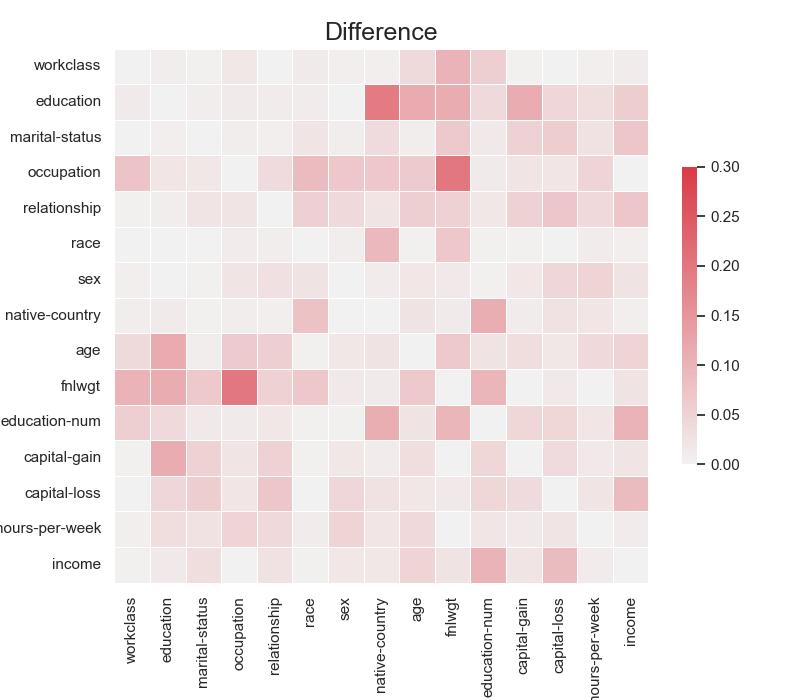 Difference
workclass
education
marital-status
occupation
relationship
race
sex
native-country
age
fnlwgt
education-num
capital-gain
capital-loss
hours-per-week
income
0.30
0.25
0.20
0.15
0.10
0.05
0.00
workclass
education
marital-status
occupation
relationship
race
sex
native-country
age
fnlwgt
education-num
capital-gain
capital-loss
hours-per-week
income